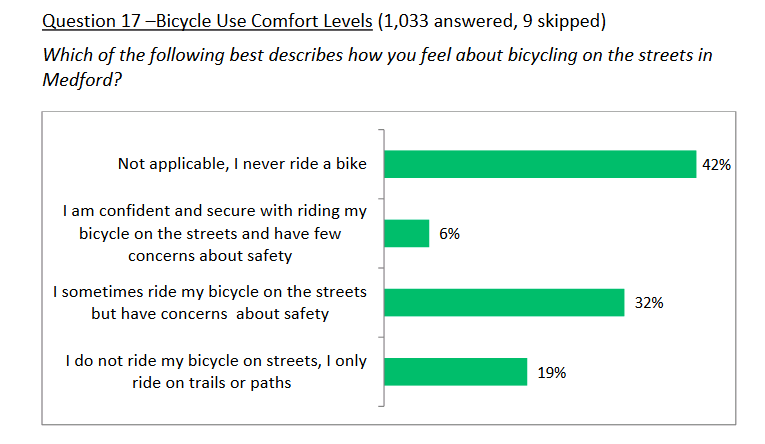 Question 17 –Bicycle Use Comfort Levels (1,033 answered, 9 skipped)
Which of the following best describes how you feel about bicycling on the streets in
Medford?
Not applicable, I never ride a bike
42%
I am confident and secure with riding my
bicycle on the streets and have few
concerns about safety
6%
I sometimes ride my bicycle on the streets
but have concerns  about safety
32%
I do not ride my bicycle on streets, I only
ride on trails or paths
19%